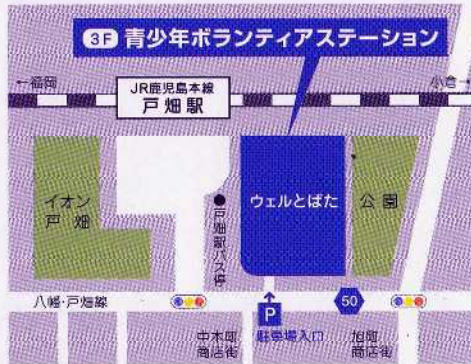 3F 青少年ボランティアステーション
←福岡
小倉
JR鹿児島本線
戸畑駅
イオン
戸畑
戸畑駅バス停
ウェルとばた
公園
八幡・戸畑線
P
50
中本町
商店街
駐車場入口
旭町
商店街